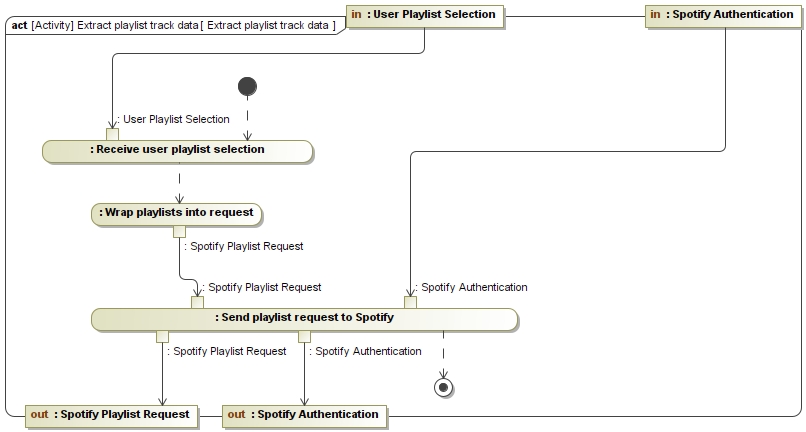 in : User Playlist Selection
in : Spotify Authentication
act [Activity] Extract playlist track data [ Extract playlist track data ]
: User Playlist Selection
: Receive user playlist selection
: Wrap playlists into request
: Spotify Playlist Request
: Spotify Playlist Request
: Spotify Authentication
: Send playlist request to Spotify
: Spotify Playlist Request
: Spotify Authentication
out : Spotify Playlist Request
out : Spotify Authentication